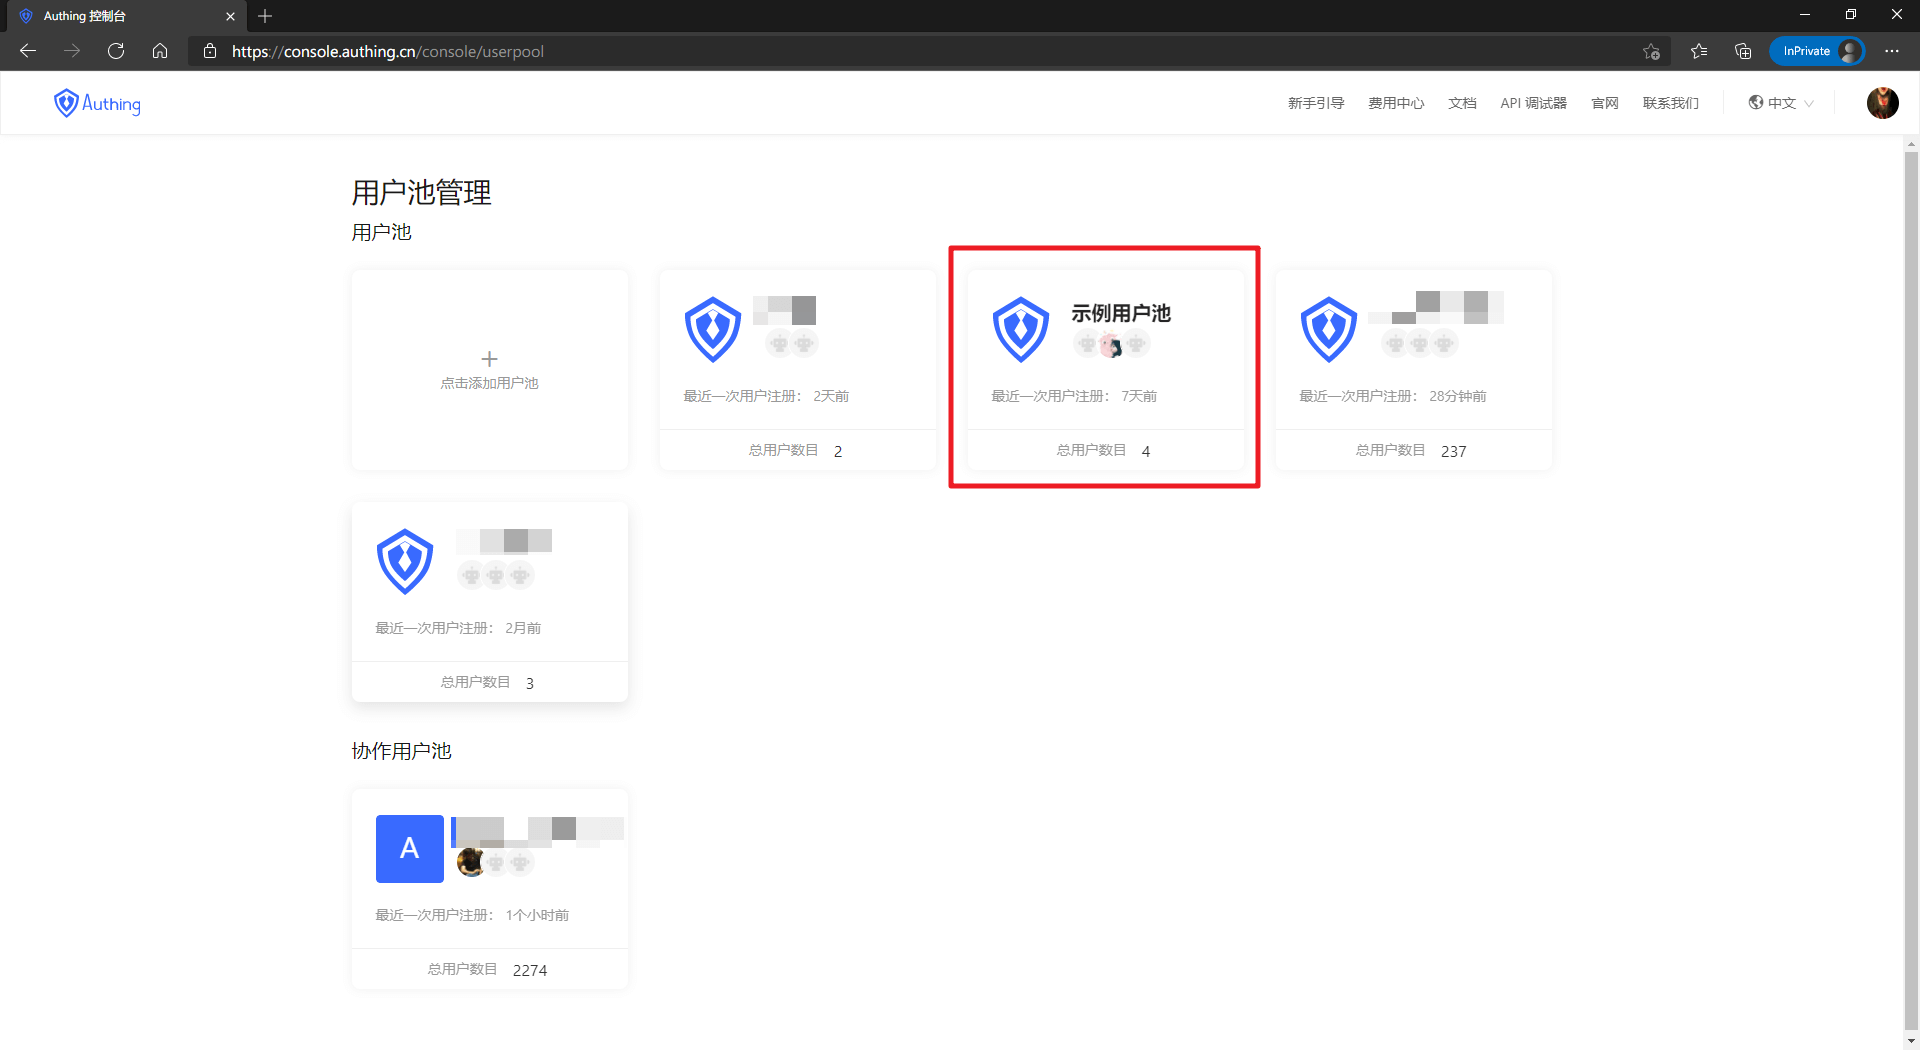 Authing 控制台
https://console.authing.cn/console/userpool
InPrivate
Authing
新手引导
费用中心
文档
API 调试器
官网
联系我们
中文
用户池管理
用户池
点击添加用户池
最近一次用户注册： 2天前
总用户数目 2
示例用户池
最近一次用户注册： 7天前
总用户数目 4
最近一次用户注册： 28分钟前
总用户数目 237
最近一次用户注册： 2月前
总用户数目 3
协作用户池
A
最近一次用户注册： 1个小时前
总用户数目 2274